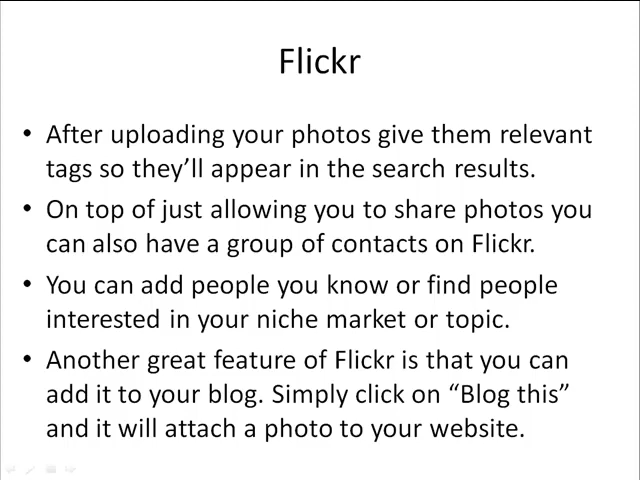 Flickr
• After uploading your photos give them relevant
tags so they’ll appear in the search results.
• On top of just allowing you to share photos you
can also have a group of contacts on Flickr.
• You can add people you know or find people
interested in your niche market or topic.
• Another great feature of Flickr is that you can
add it to your blog. Simply click on “Blog this”
and it will attach a photo to your website.